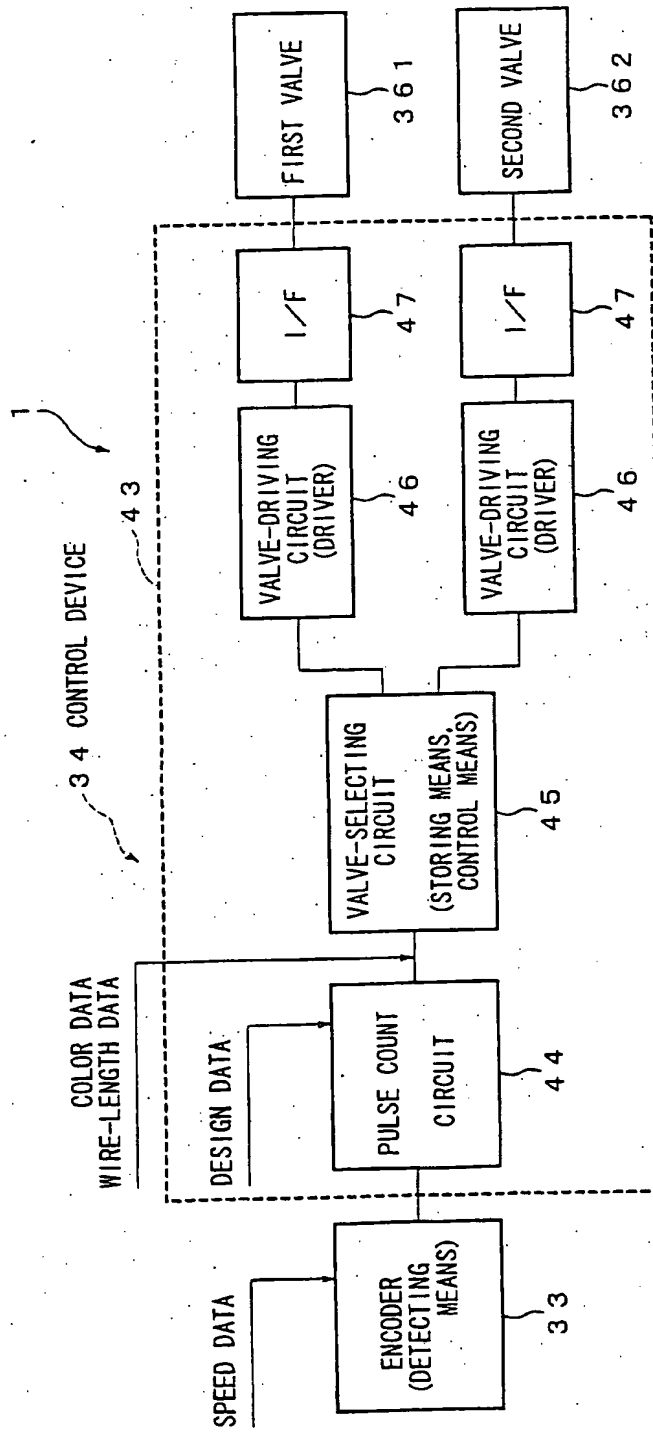 1
34 CONTROL DEVICE
43
COLOR DATA
WIRE-LENGTH DATA
DESIGN DATA
SPEED DATA
ENCODER
(DETECTING
MEANS)
33
PULSE COUNT
CIRCUIT
44
VALVE-SELECTING
CIRCUIT
(STORING MEANS,
CONTROL MEANS)
45
VALVE-DRIVING
CIRCUIT
(DRIVER)
46
I/F
47
FIRST VALVE
361
VALVE-DRIVING
CIRCUIT
(DRIVER)
46
I/F
47
SECOND VALVE
362